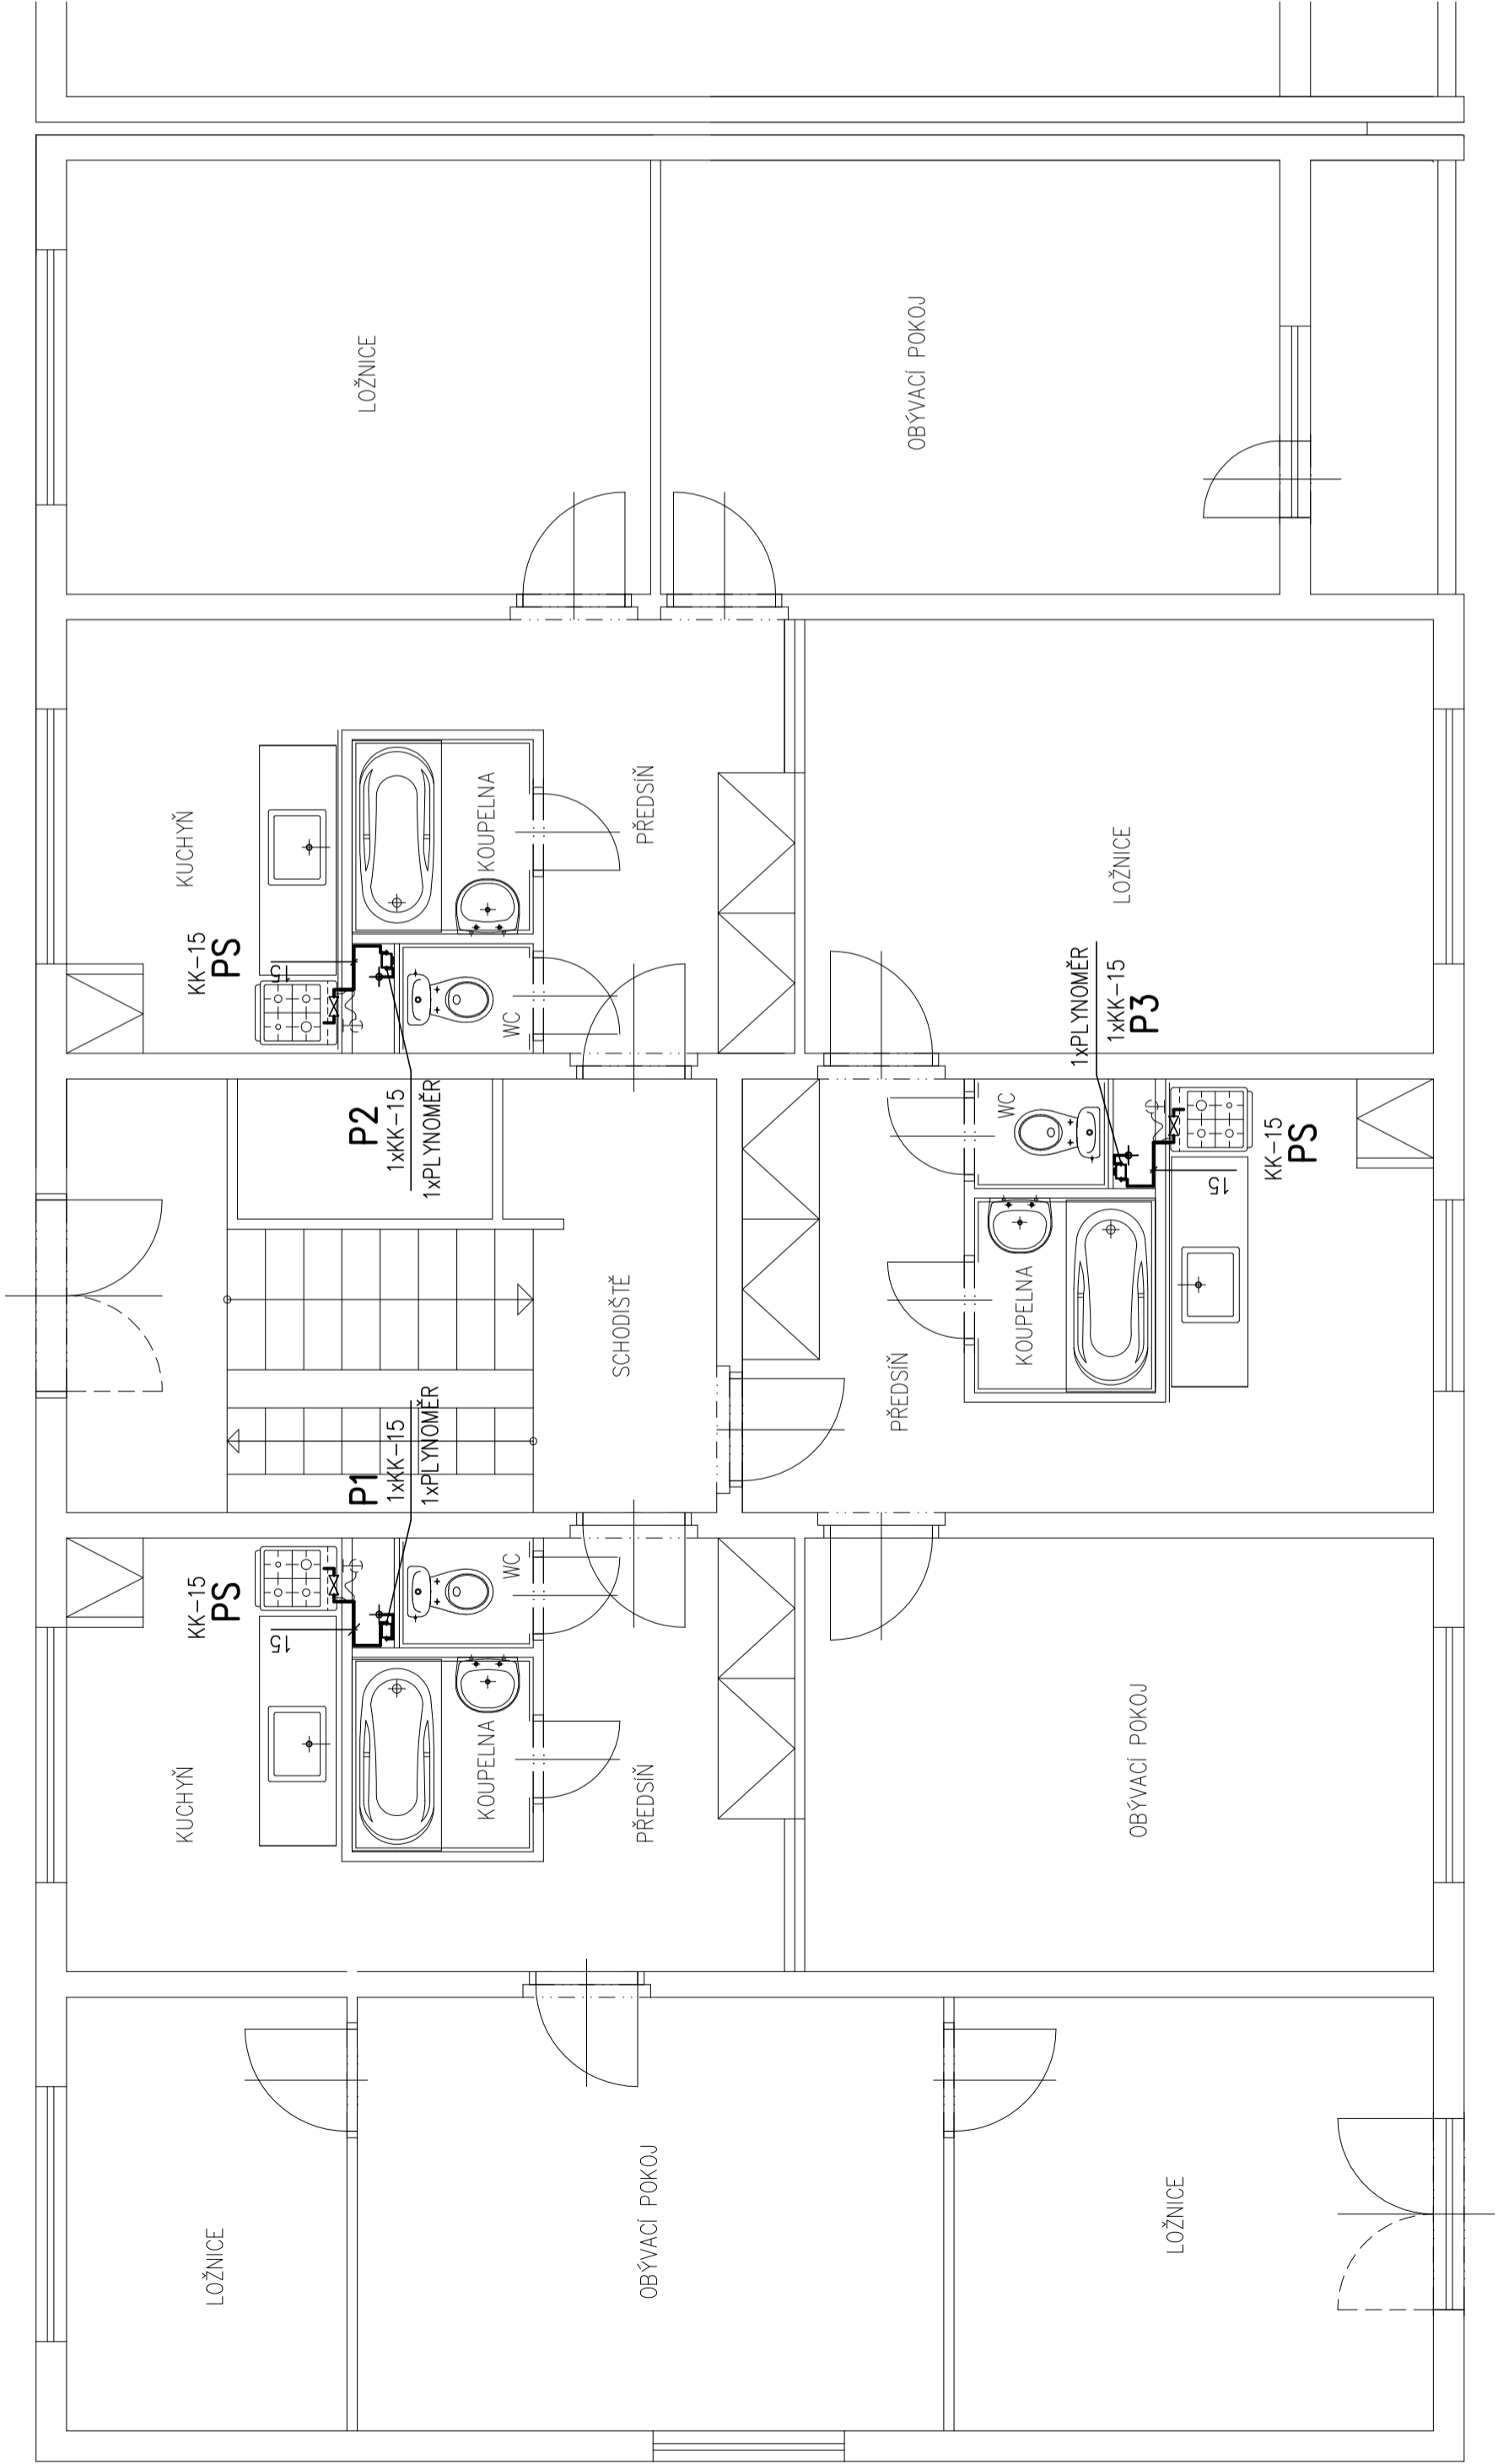 LOŽNICE
OBÝVACÍ POKOJ
KUCHYŇ
KOUPELNA
PŘEDSÍŇ
KK-15
PS
15
WC
LOŽNICE
1xPLYNOMĚR
1xKK-15
P3
P2
1xKK-15
1xPLYNOMĚR
WC
KK-15
PS
15
SCHODIŠTĚ
KOUPELNA
PŘEDSÍŇ
P1
1xKK-15
1xPLYNOMĚR
KK-15
PS
15
WC
KUCHYŇ
KOUPELNA
PŘEDSÍŇ
OBÝVACÍ POKOJ
LOŽNICE
OBÝVACÍ POKOJ
LOŽNICE